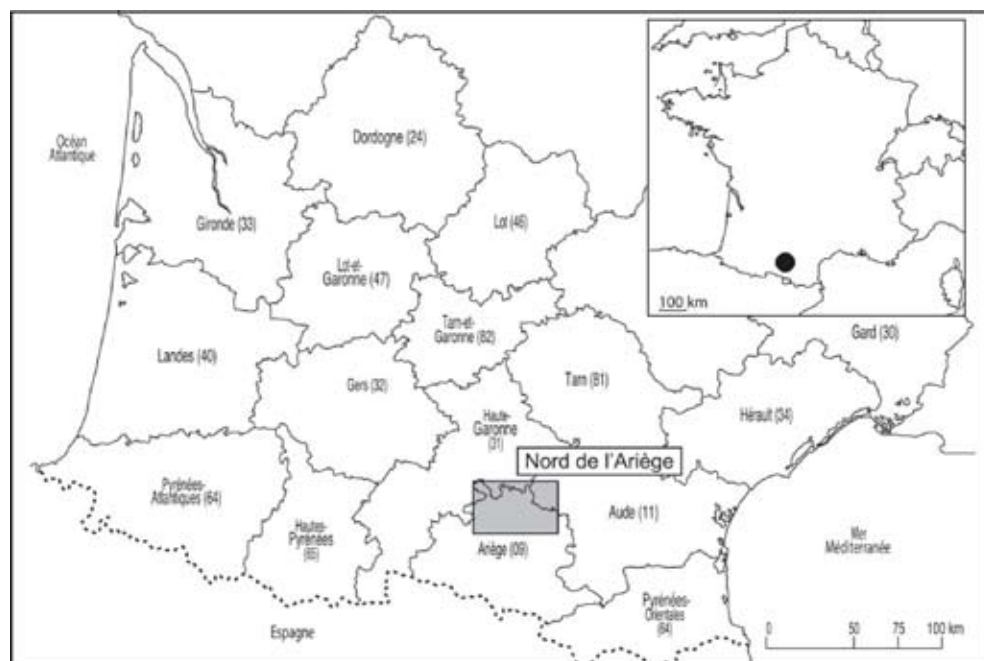 Océan
Atlantique
Dordogne (24)
Gironde (33)
Lot (46)
Lot-et-
Garonne (47)
Tarn-et-
Garonne (82)
Landes (40)
Gers (32)
Tarn (81)
Haute-
Garonne
(31)
Gard (30)
Hérault (34)
Nord de l'Ariège
Pyrénées-
Atlantiques (64)
Hautes-
Pyrénées
(65)
Ariège (09)
Aude (11)
Mer
Méditerranée
Pyrénées-
Orientales
(64)
Espagne
100 km
0 50 75 100 km